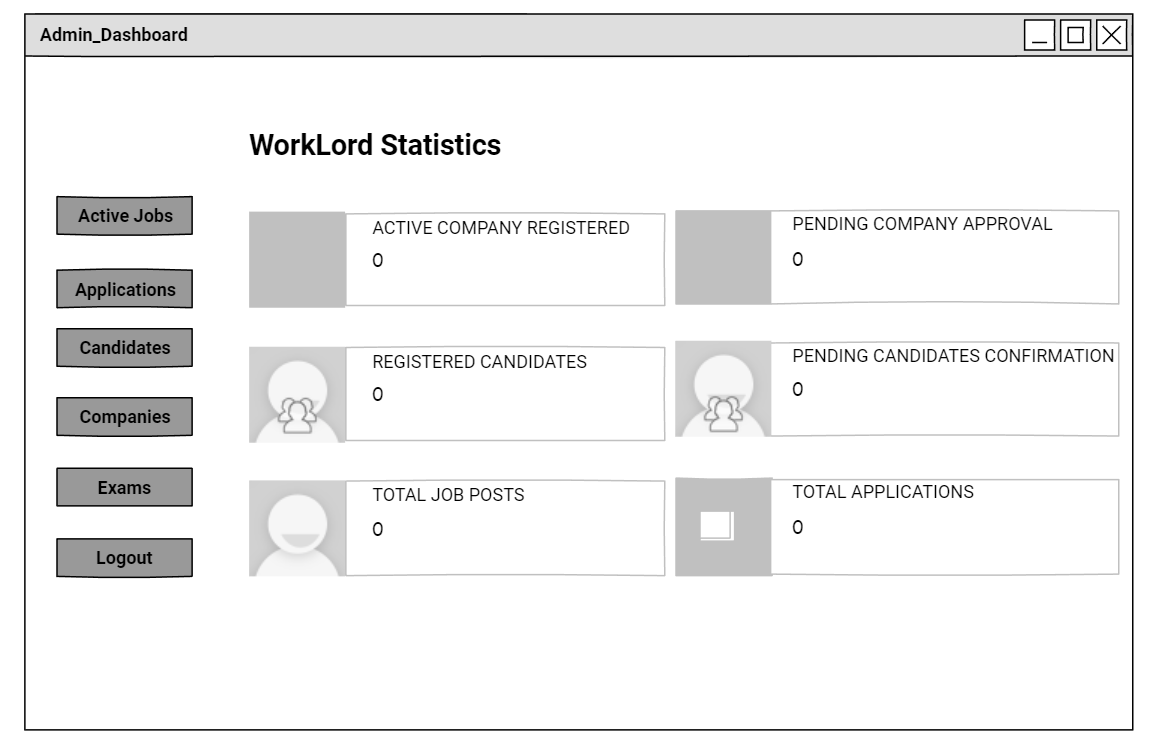 Admin_Dashboard
WorkLord Statistics
Active Jobs
Applications
Candidates
Companies
Exams
Logout
ACTIVE COMPANY REGISTERED
0
PENDING COMPANY APPROVAL
0
REGISTERED CANDIDATES
0
PENDING CANDIDATES CONFIRMATION
0
TOTAL JOB POSTS
0
TOTAL APPLICATIONS
0